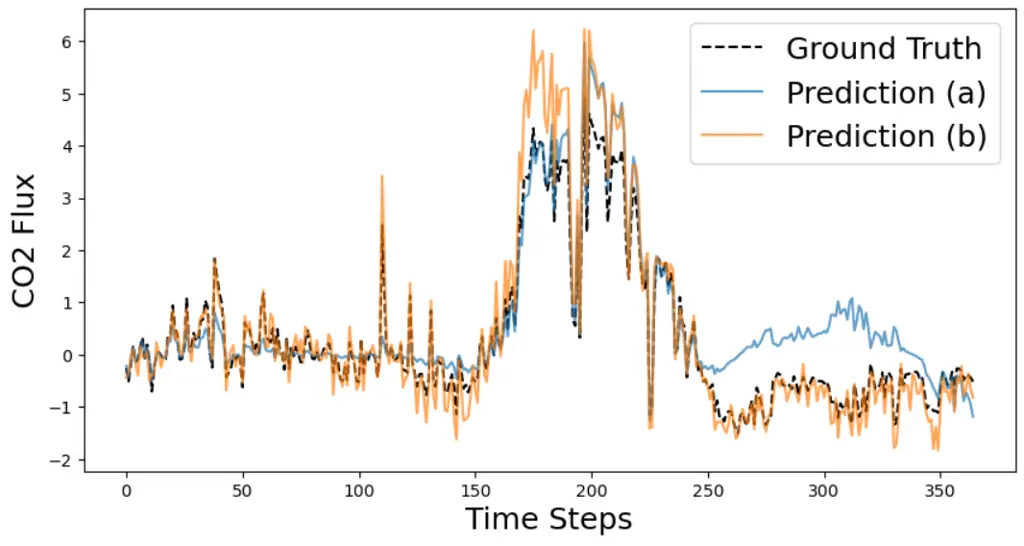 6
5
4
3
2
1
0
−1
−2
CO2 Flux
Ground Truth
Prediction (a)
Prediction (b)
0 50 100 150 200 250 300 350
Time Steps